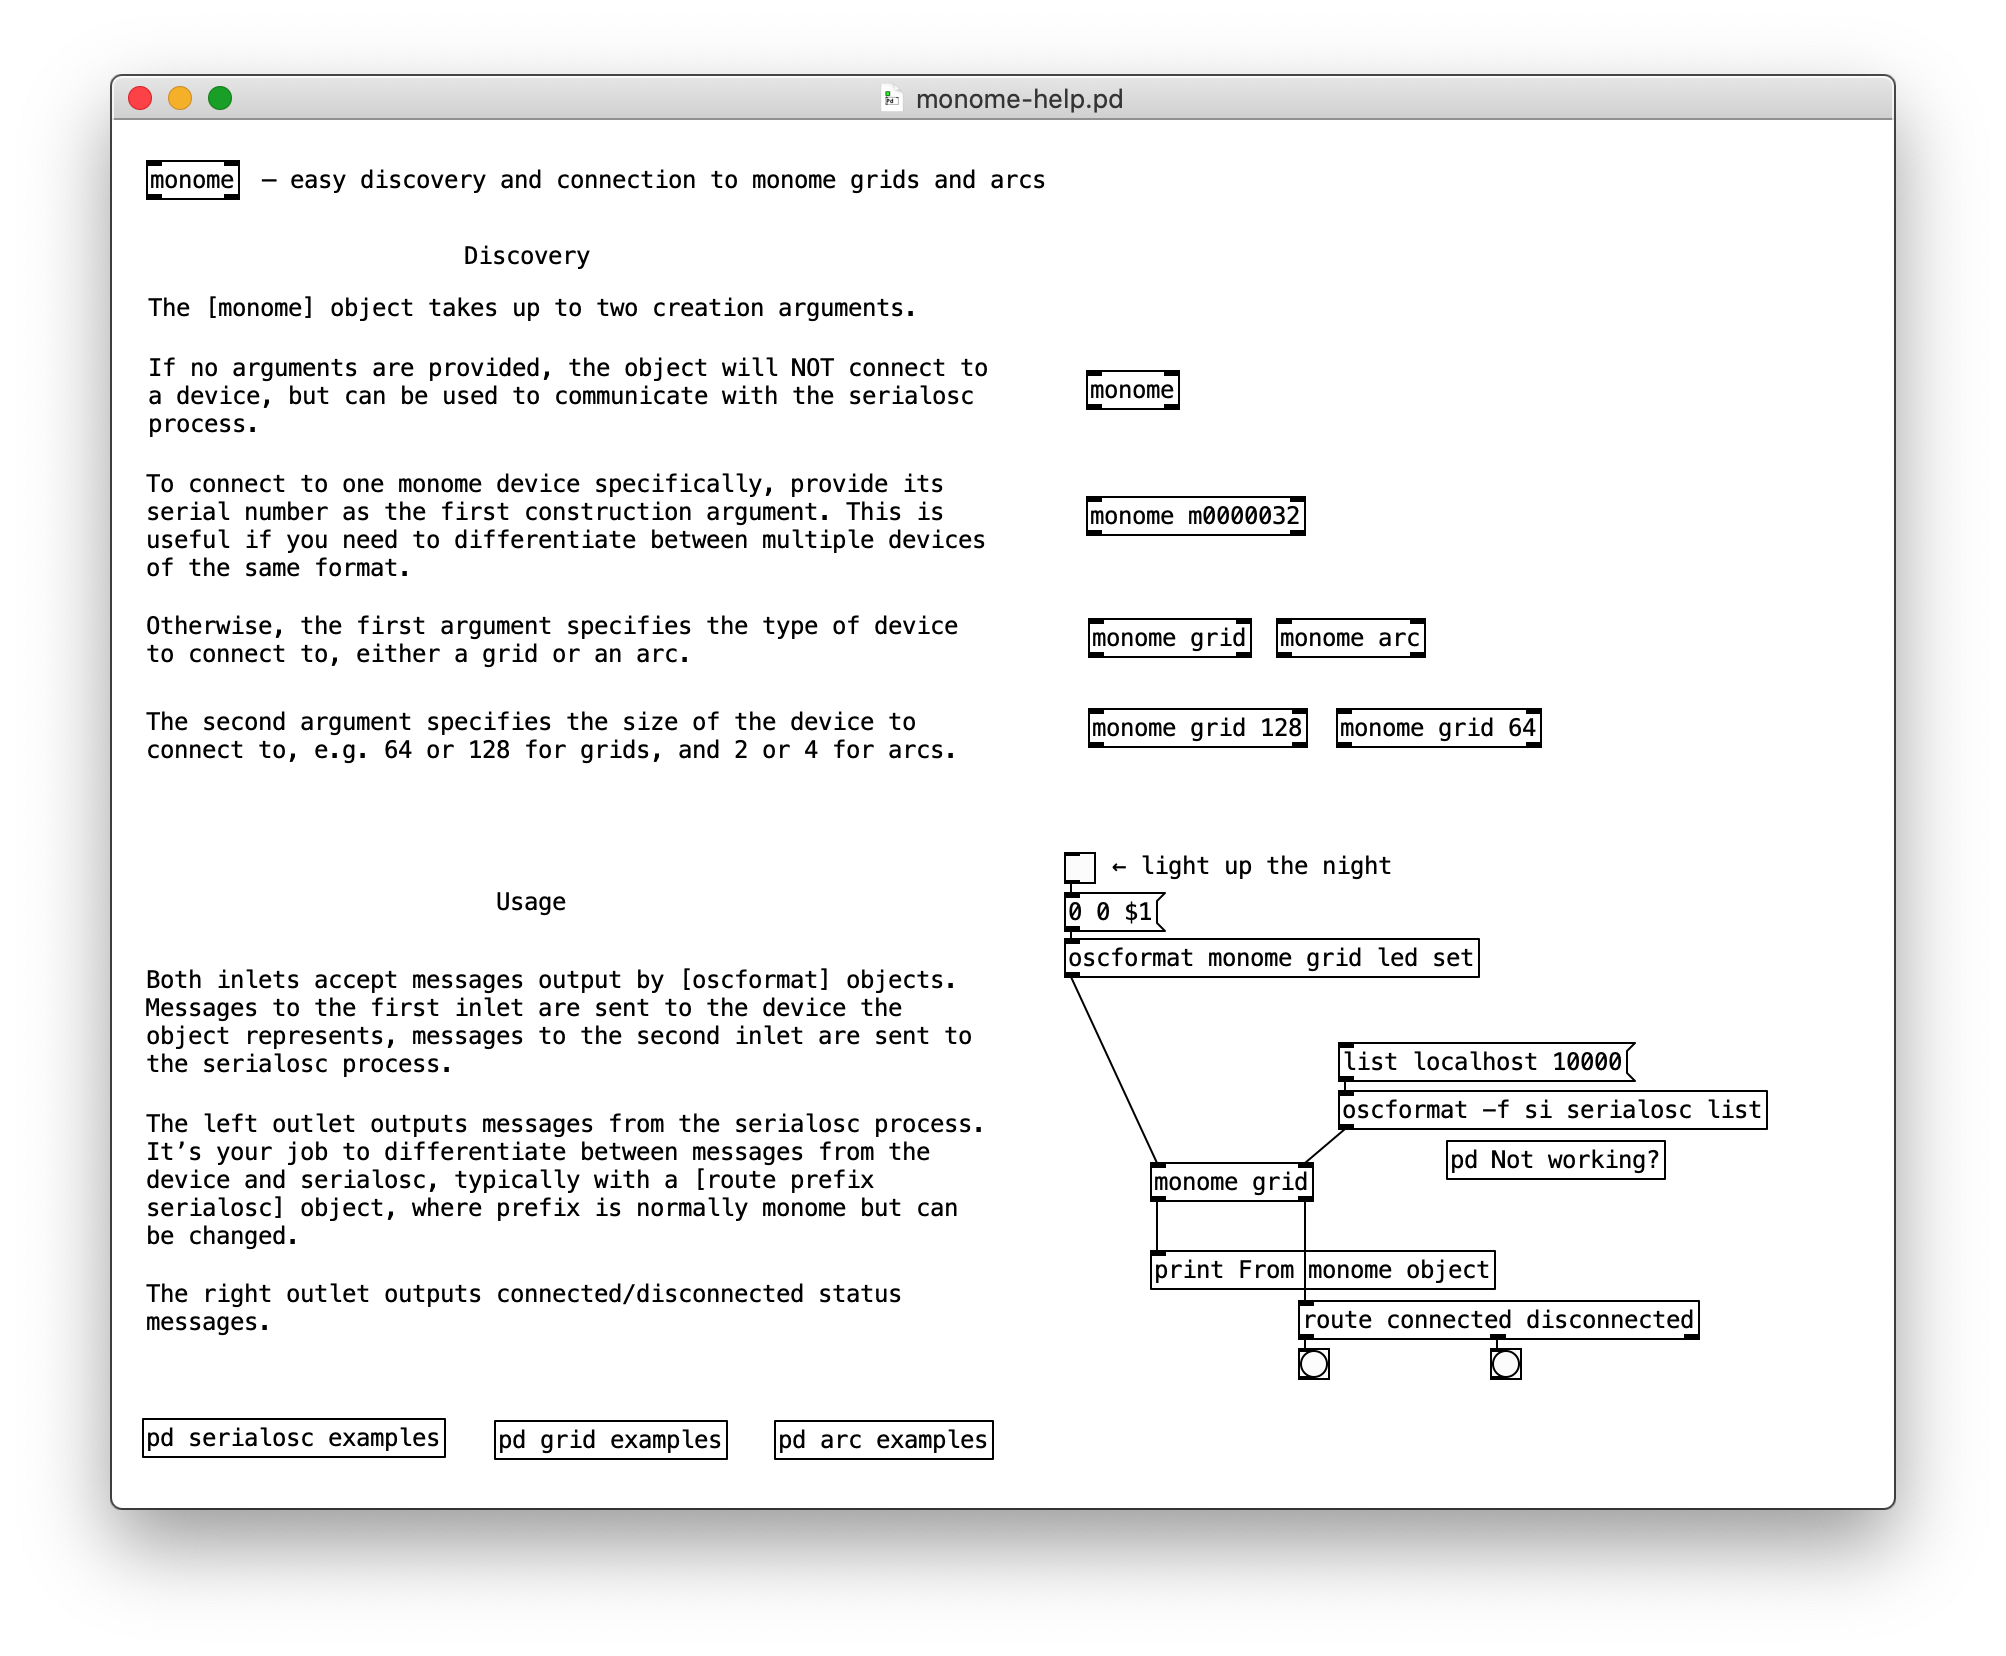 monome-help.pd
monome — easy discovery and connection to monome grids and arcs
Discovery
The [monome] object takes up to two creation arguments.
If no arguments are provided, the object will NOT connect to
a device, but can be used to communicate with the serialosc
process.
monome
To connect to one monome device specifically, provide its
serial number as the first construction argument. This is
useful if you need to differentiate between multiple devices
of the same format.
monome m0000032
Otherwise, the first argument specifies the type of device
to connect to, either a grid or an arc.
monome grid
monome arc
The second argument specifies the size of the device to
connect to, e.g. 64 or 128 for grids, and 2 or 4 for arcs.
monome grid 128
monome grid 64
Usage
Both inlets accept messages output by [oscformat] objects.
Messages to the first inlet are sent to the device the
object represents, messages to the second inlet are sent to
the serialosc process.
The left outlet outputs messages from the serialosc process.
It’s your job to differentiate between messages from the
device and serialosc, typically with a [route prefix
serialosc] object, where prefix is normally monome but can
be changed.
The right outlet outputs connected/disconnected status
messages.
← light up the night
0 0 $1
oscformat monome grid led set
list localhost 10000
oscformat –f si serialosc list
pd Not working?
monome grid
print From monome object
route connected disconnected
pd serialosc examples
pd grid examples
pd arc examples